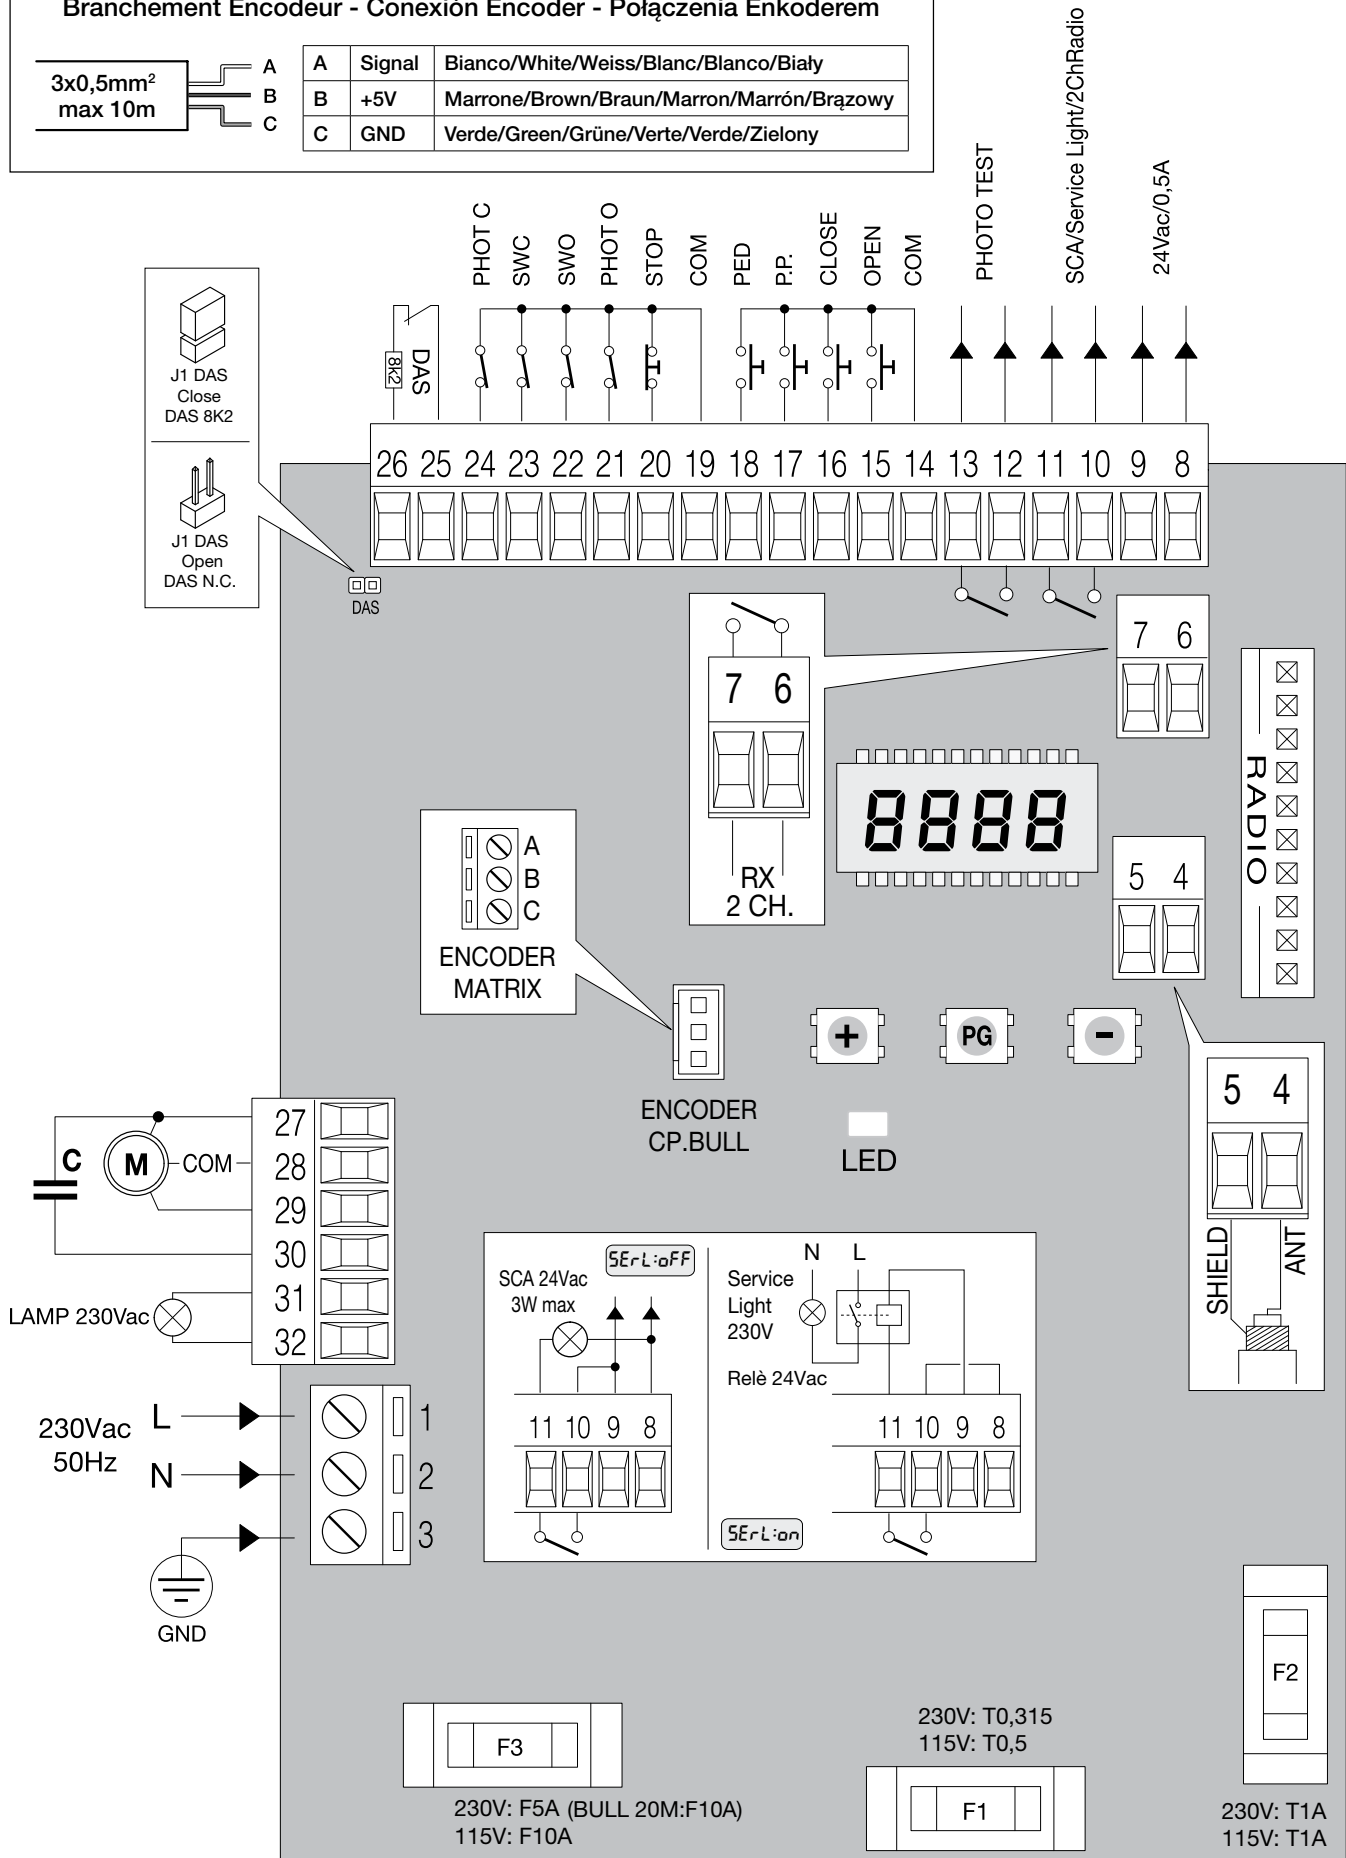 Branchement Encodeur - Conexión Encoder - Połączenia Enkoderem
3x0,5mm²
max 10m
A
B
C
A Signal Bianco/White/Weiss/Blanc/Blanco/Biały
B +5V Marrone/Brown/Braun/Marron/Marrón/Brązowy
C GND Verde/Green/Grüne/Verte/Verde/Zielony
PHOT C
SWC
SWO
PHOT O
STOP
COM
PED
P.P.
CLOSE
OPEN
COM
PHOTO TEST
SCA/Service Light/2ChRadio
24Vac/0,5A
8k2
DAS
J1 DAS
Close
DAS 8K2
J1 DAS
Open
DAS N.C.
26 25 24 23 22 21 20 19 18 17 16 15 14 13 12 11 10 9 8
DAS
7 6
7 6
RX
2 CH.
8888
RADIO
5 4
A
B
C
ENCODER
MATRIX
+
PG
-
ENCODER
CP.BULL
LED
5 4
SHIELD
ANT
27
28
29
30
31
32
C
M
COM
LAMP 230Vac
230Vac
50Hz
L
N
1
2
3
GND
SCA 24Vac
3W max
SErL:oFF
11 10 9 8
Service
Light
230V
N L
Relè 24Vac
11 10 9 8
SErL:on
F3
230V: F5A (BULL 20M:F10A)
115V: F10A
230V: T0,315
115V: T0,5
F1
F2
230V: T1A
115V: T1A